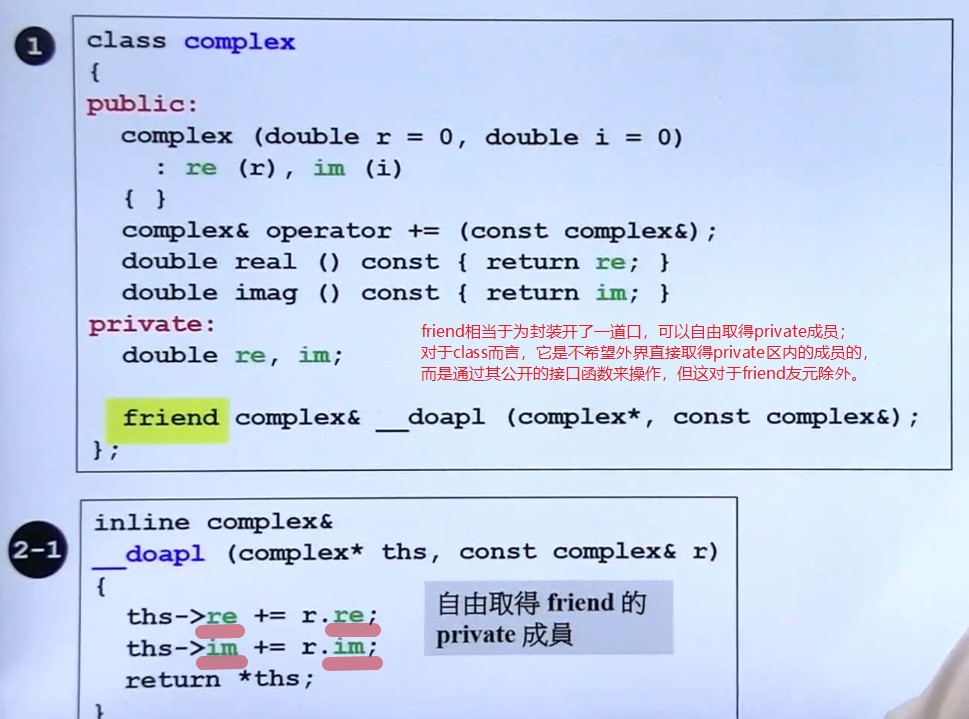 1
class complex
{
public:
complex (double r = 0, double i = 0)
: re (r), im (i)
{ }
complex& operator += (const complex&);
double real () const { return re; }
double imag () const { return im; }
private:
double re, im;
friend相当于为封装开了一道口，可以自由取得private成员；
对于class而言，它是不希望外界直接取得private区内的成员的，
而是通过其公开的接口函数来操作，但这对于friend友元除外。
friend complex& __doapl (complex*, const complex&);
};
2-1
inline complex&
__doapl (complex* ths, const complex& r)
{
ths->re += r.re;
ths->im += r.im;
return *ths;
}
自由取得 friend 的
private 成員